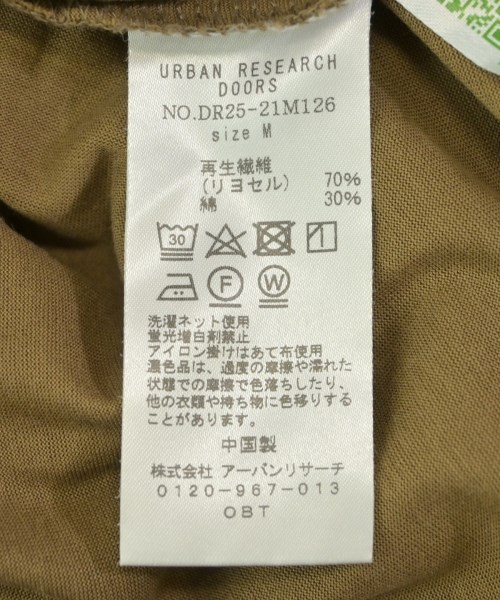 URBAN RESEARCH
DOORS
NO.DR25-21M126
size M
再生繊維
(リヨセル) 70%
綿 30%
30
F
W
洗濯ネット使用
蛍光増白剤禁止
アイロン掛けはあて布使用
濃色品は、過度の摩擦や濡れた
状態での摩擦で色落ちしたり、
他の衣類や持ち物に色移りする
ことがあります。
中国製
株式会社 アーバンリサーチ
0120-967-013
OBT